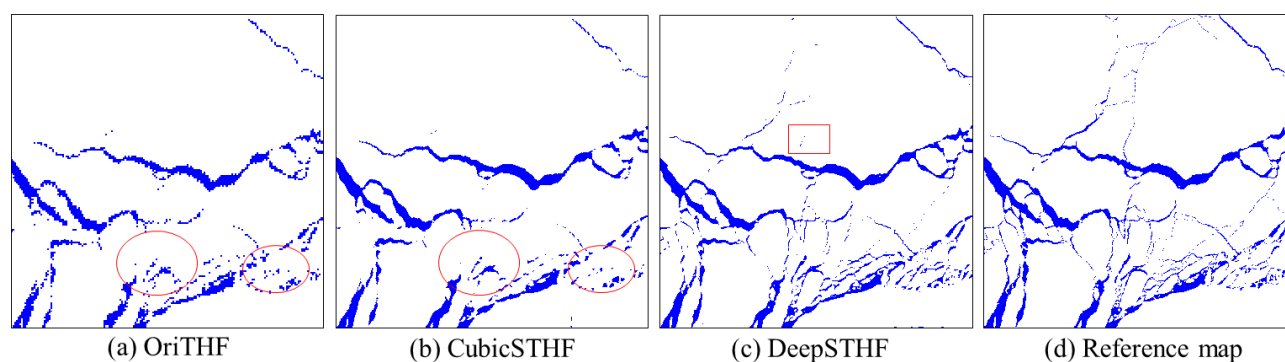 (a) OriTHF
(b) CubicSTHF
(c) DeepSTHF
(d) Reference map